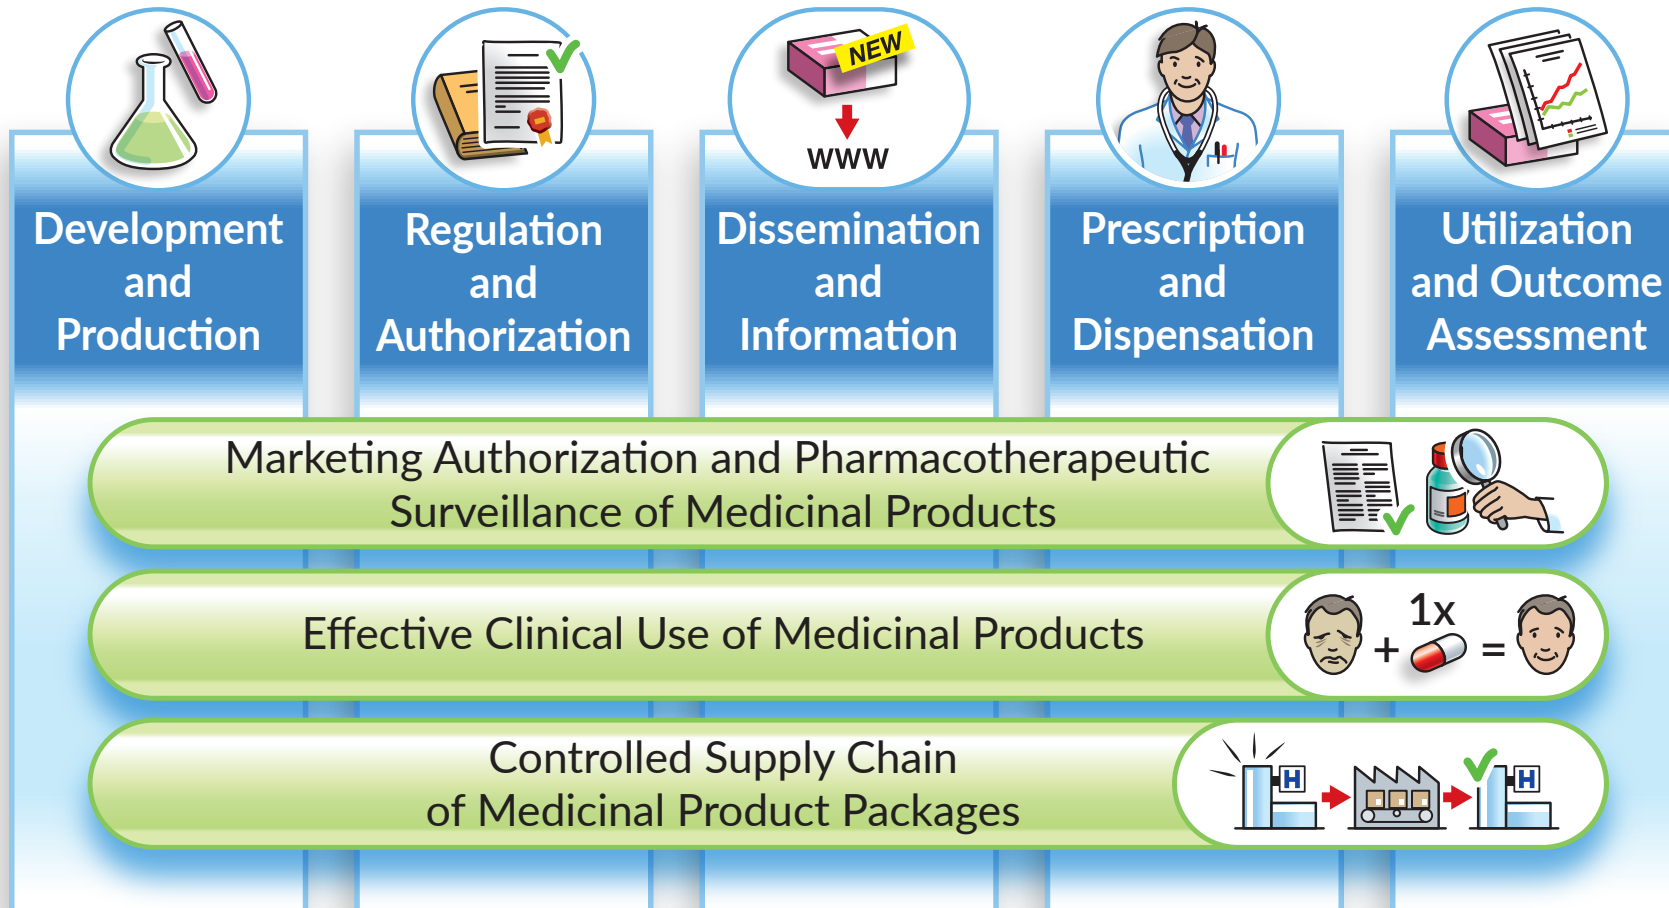 NEW
WWW
Development
and
Production
Regulation
and
Authorization
Dissemination
and
Information
Prescription
and
Dispensation
Utilization
and Outcome
Assessment
Marketing Authorization and Pharmacotherapeutic
Surveillance of Medicinal Products
Effective Clinical Use of Medicinal Products
1x
+ =
Controlled Supply Chain
of Medicinal Product Packages
H H